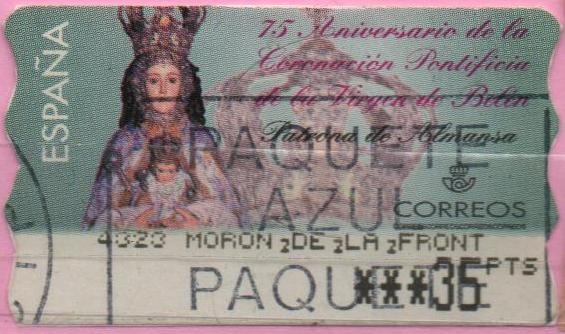 ESPAÑA
75 Aniversario de la
Coronación Pontificia
de la Virgen de Belén
Patrona de Almansa
PAQUETE
AZUL
CORREOS
4323 MORON 2DE 2LA 2FRONT
PTS
PAQU
***35